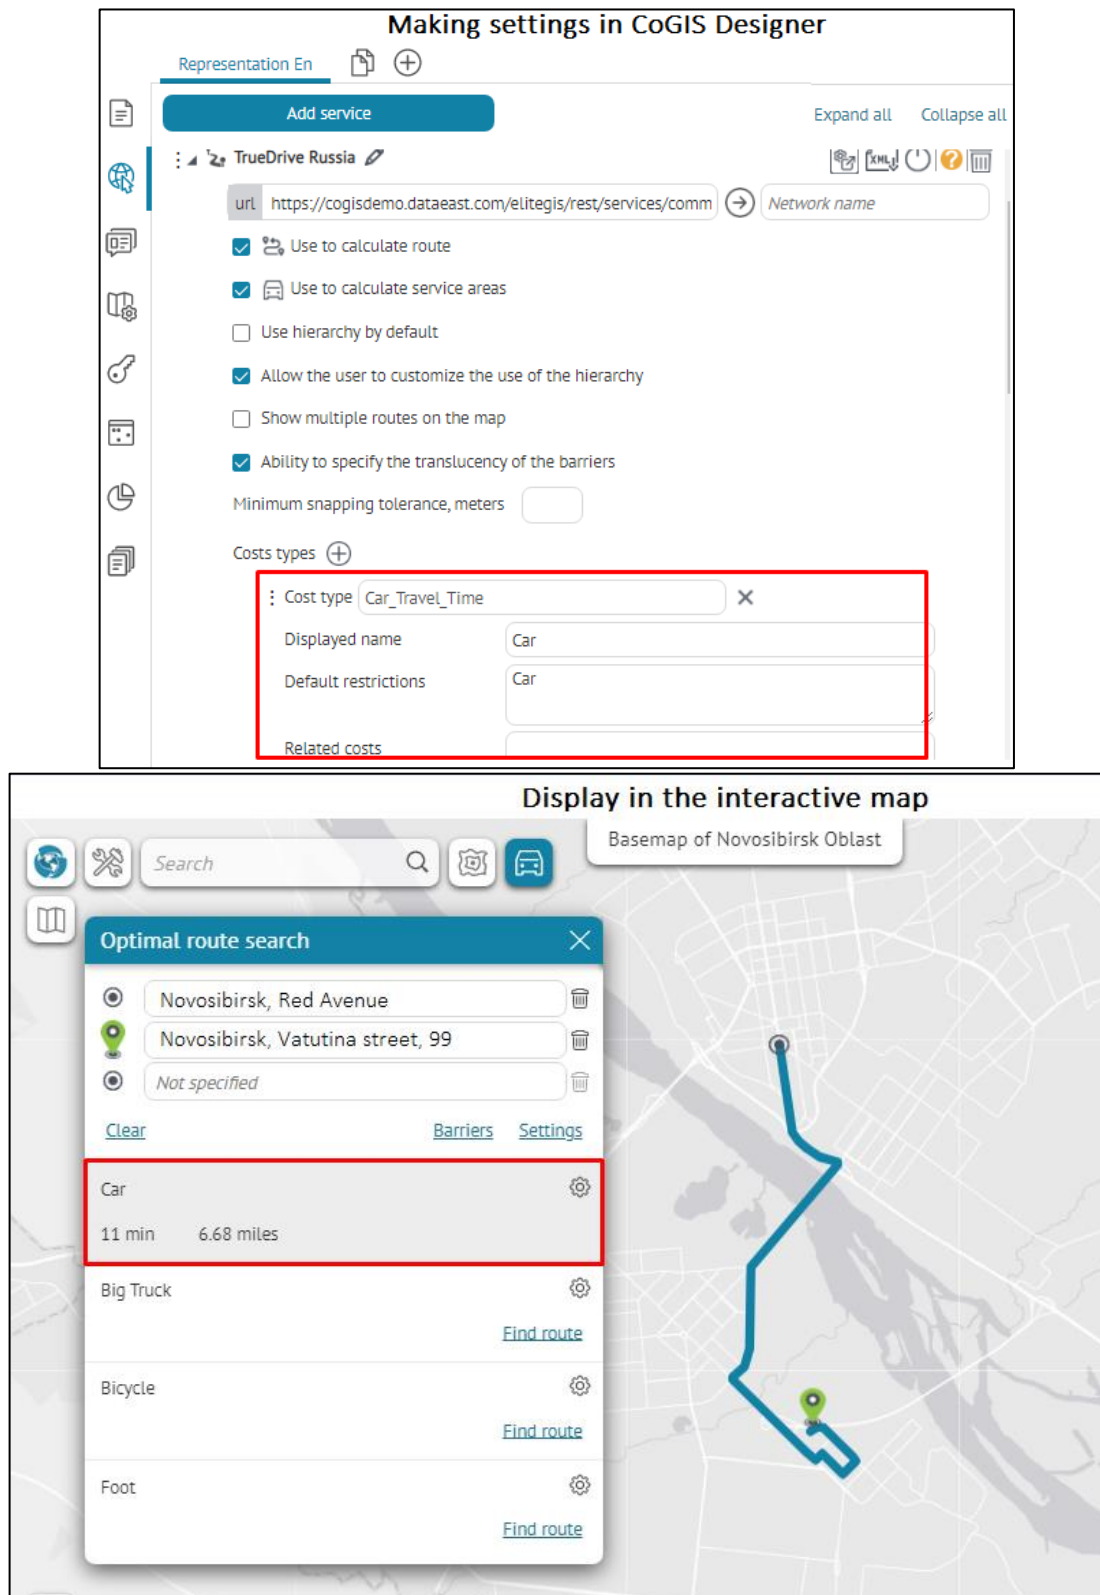 Making settings in CoGIS Designer
Representation En
Add service
Expand all Collapse all
TrueDrive Russia
XML
url https://cogisdemo.dataeast.com/elitegis/rest/services/comm Network name
Use to calculate route
Use to calculate service areas
Use hierarchy by default
Allow the user to customize the use of the hierarchy
Show multiple routes on the map
Ability to specify the translucency of the barriers
Minimum snapping tolerance, meters
Costs types
Cost type Car_Travel_Time
Displayed name Car
Default restrictions Car
Related costs
Display in the interactive map
Search
Basemap of Novosibirsk Oblast
Optimal route search
Novosibirsk, Red Avenue
Novosibirsk, Vatutina street, 99
Not specified
Clear Barriers Settings
Car
11 min 6.68 miles
Big Truck
Find route
Bicycle
Find route
Foot
Find route